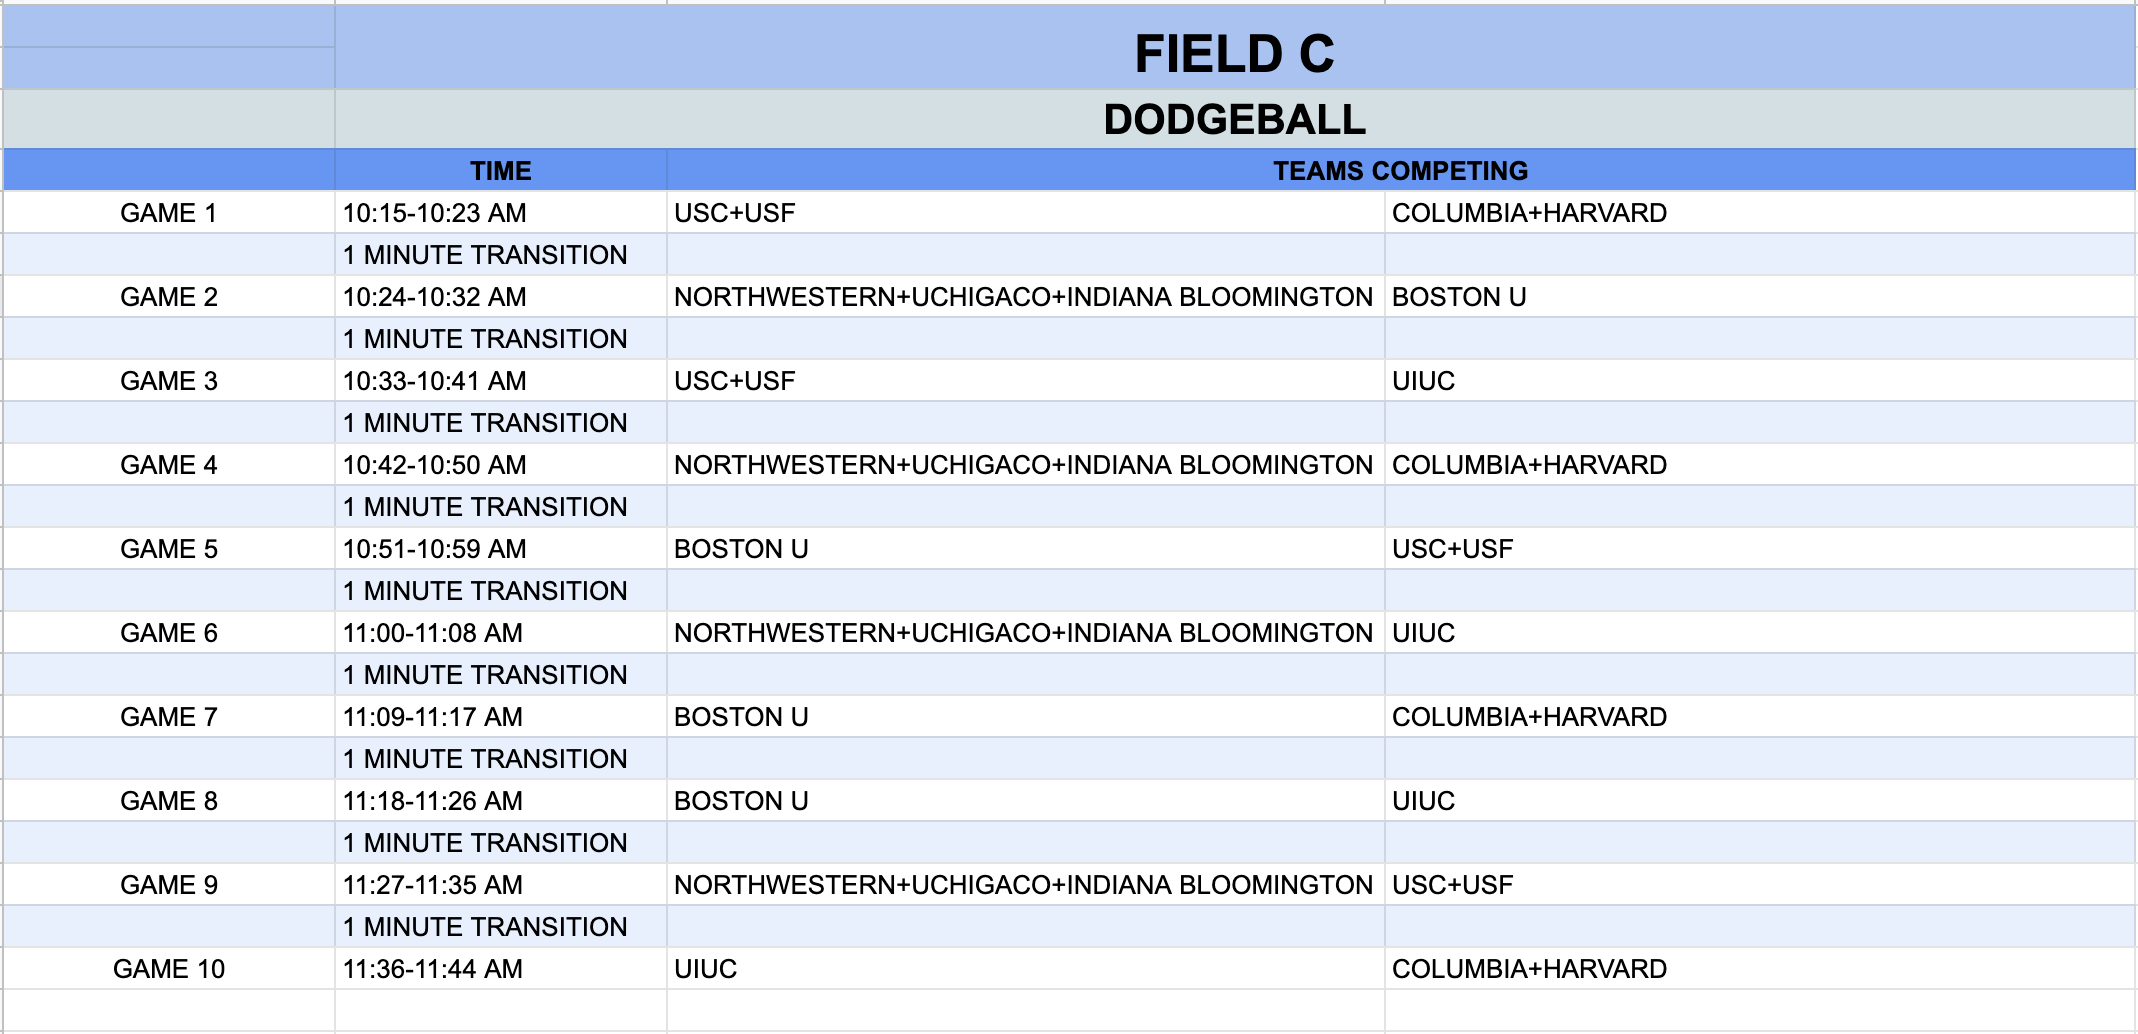 FIELD C
DODGEBALL
TIME TEAMS COMPETING
GAME 1 10:15-10:23 AM USC+USF COLUMBIA+HARVARD
1 MINUTE TRANSITION
GAME 2 10:24-10:32 AM NORTHWESTERN+UCHIGACO+INDIANA BLOOMINGTON BOSTON U
1 MINUTE TRANSITION
GAME 3 10:33-10:41 AM USC+USF UIUC
1 MINUTE TRANSITION
GAME 4 10:42-10:50 AM NORTHWESTERN+UCHIGACO+INDIANA BLOOMINGTON COLUMBIA+HARVARD
1 MINUTE TRANSITION
GAME 5 10:51-10:59 AM BOSTON U USC+USF
1 MINUTE TRANSITION
GAME 6 11:00-11:08 AM NORTHWESTERN+UCHIGACO+INDIANA BLOOMINGTON UIUC
1 MINUTE TRANSITION
GAME 7 11:09-11:17 AM BOSTON U COLUMBIA+HARVARD
1 MINUTE TRANSITION
GAME 8 11:18-11:26 AM BOSTON U UIUC
1 MINUTE TRANSITION
GAME 9 11:27-11:35 AM NORTHWESTERN+UCHIGACO+INDIANA BLOOMINGTON USC+USF
1 MINUTE TRANSITION
GAME 10 11:36-11:44 AM UIUC COLUMBIA+HARVARD